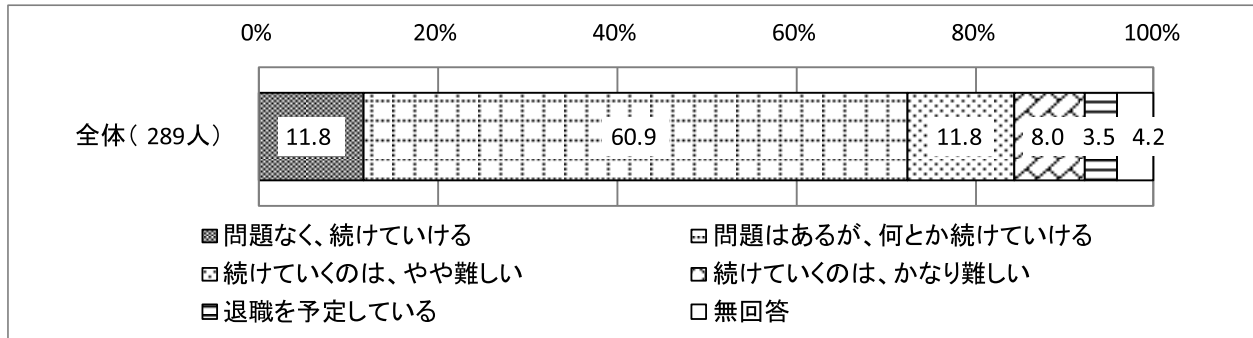 0% 20% 40% 60% 80% 100%
全体( 289人) 11.8 60.9 11.8 8.0 3.5 4.2
問題なく、続けていける 問題はあるが、何とか続けていける
続けていくのは、やや難しい 続けていくのは、かなり難しい
退職を予定している 無回答